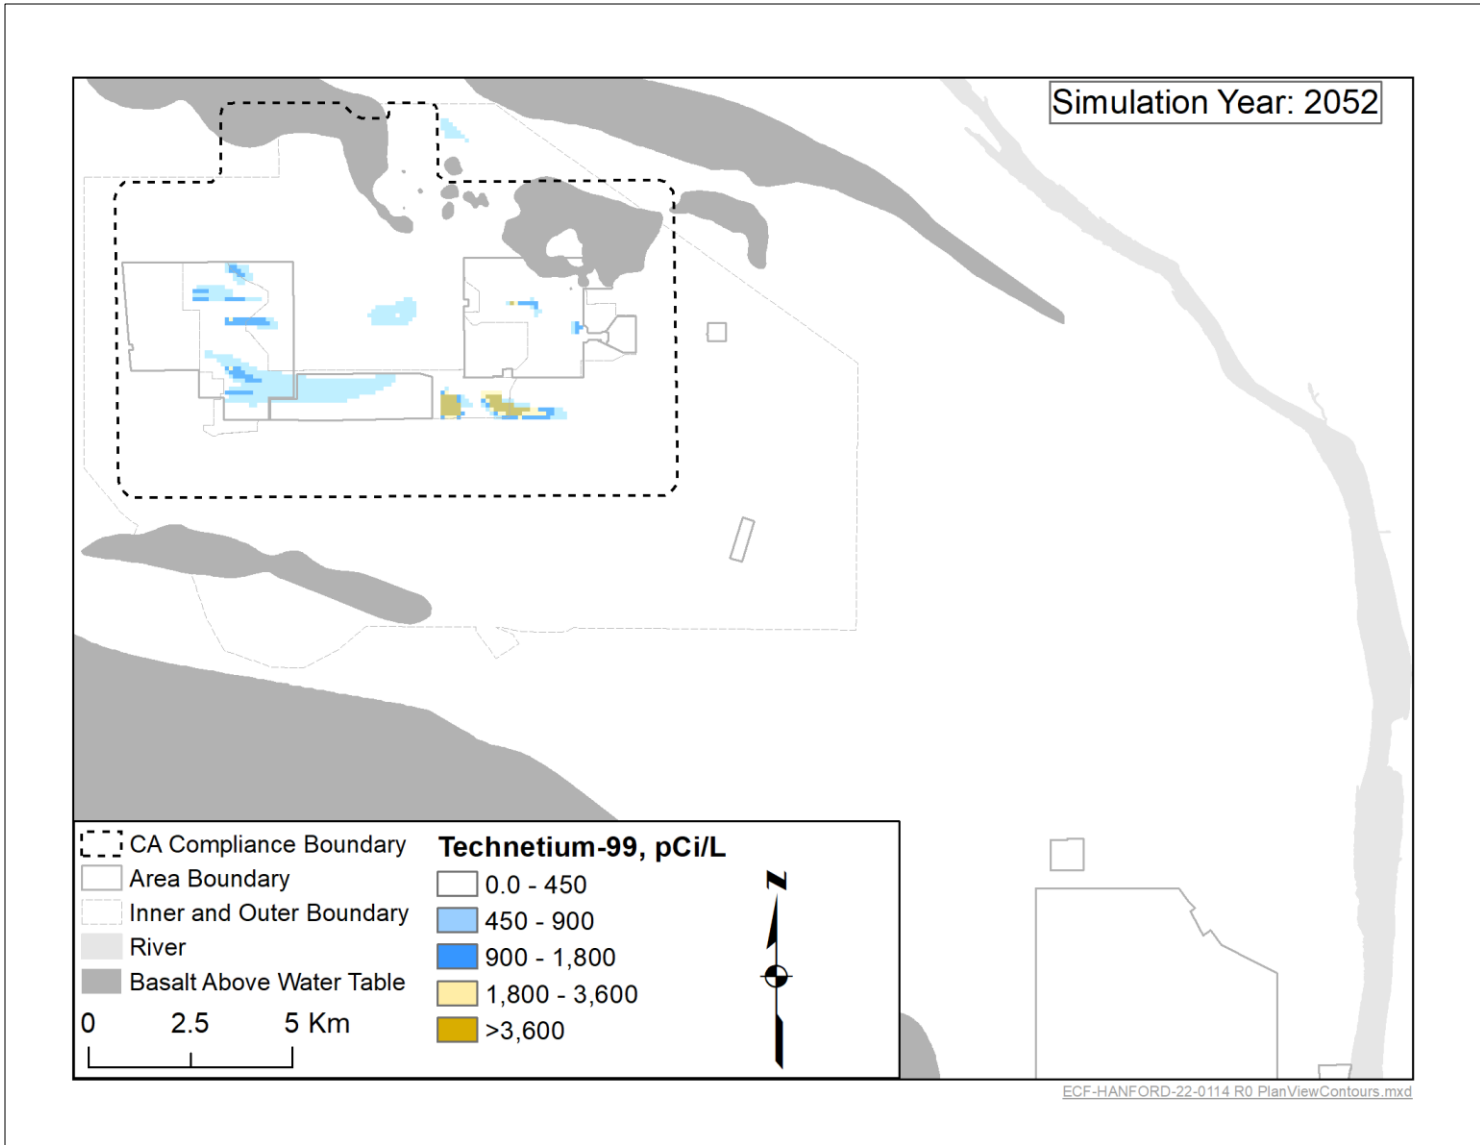 Simulation Year: 2052
CA Compliance Boundary
Area Boundary
Inner and Outer Boundary
River
Basalt Above Water Table
0 2.5 5 Km
Technetium-99, pCi/L
0.0 - 450
450 - 900
900 - 1,800
1,800 - 3,600
>3,600
N
ECF-HANFORD-22-0114 R0 PlanViewContours.mxd